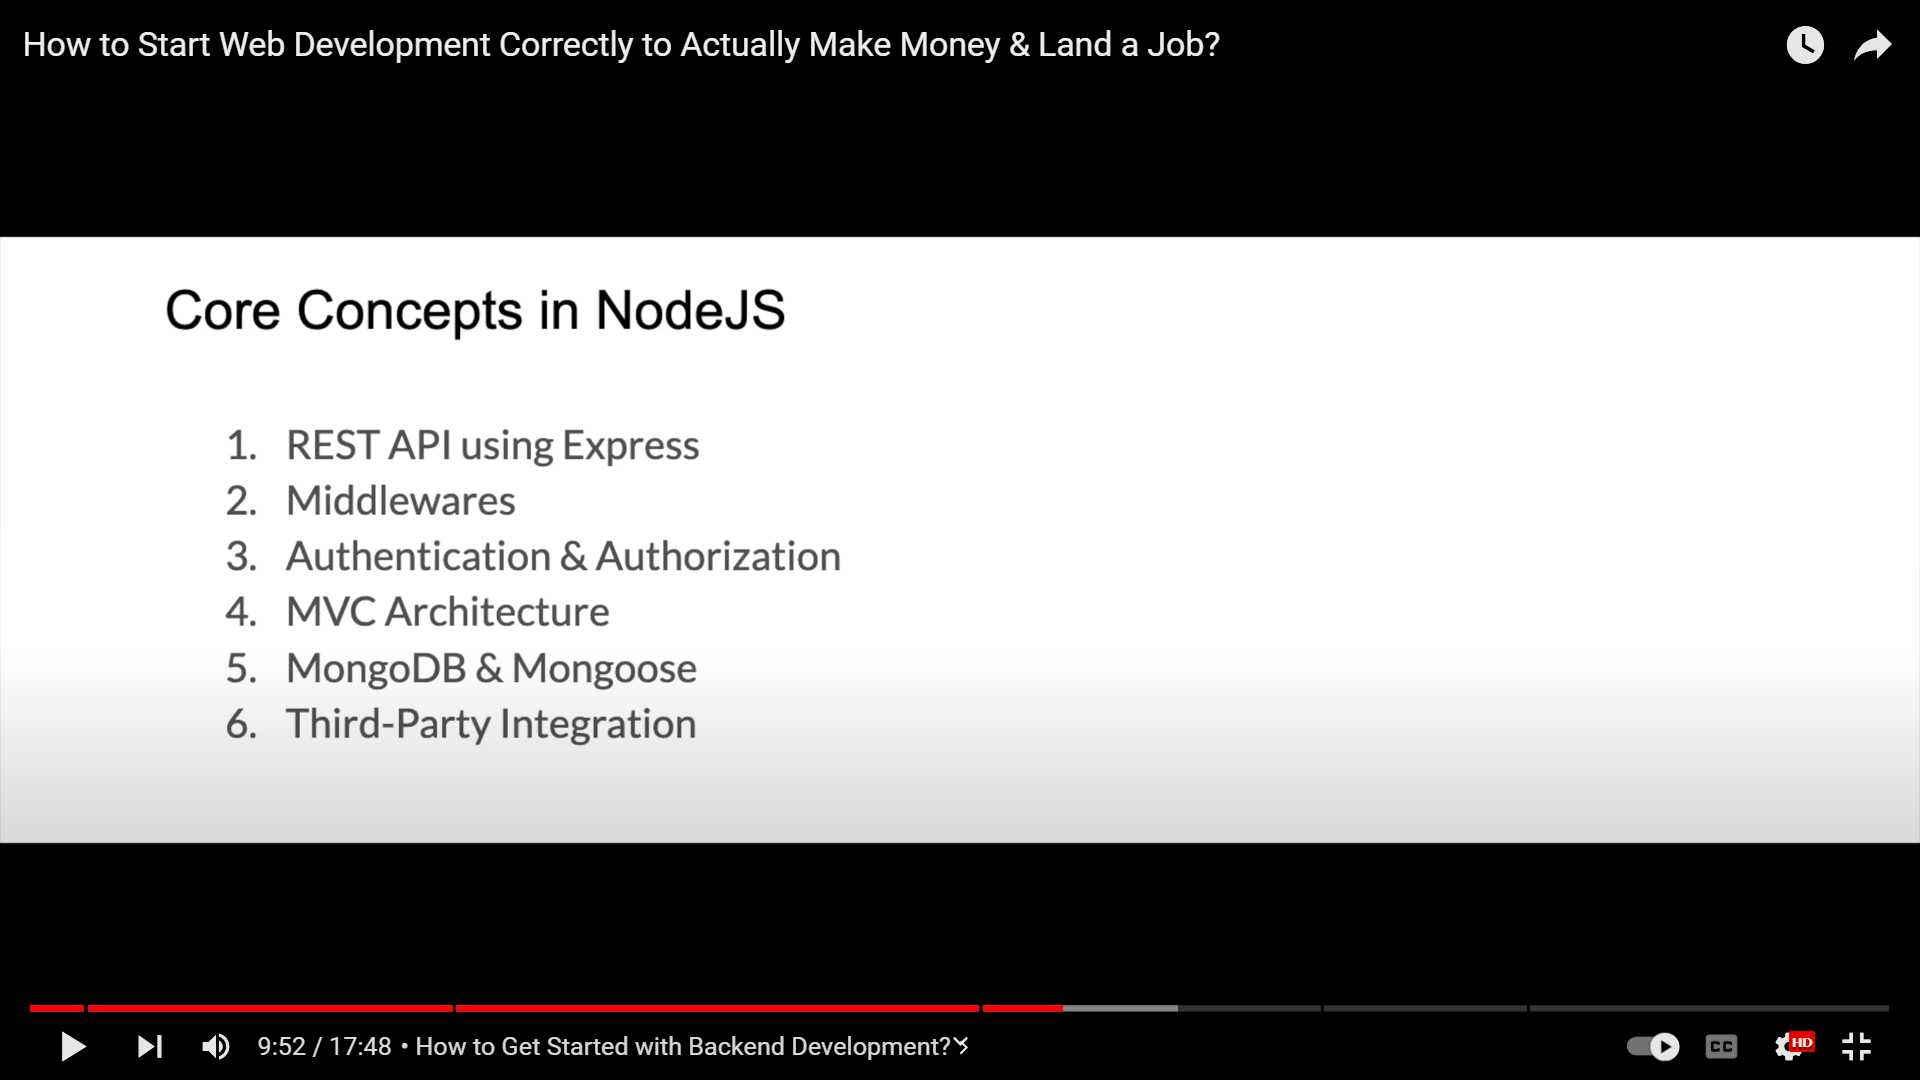 How to Start Web Development Correctly to Actually Make Money & Land a Job?
Core Concepts in NodeJS
1. REST API using Express
2. Middlewares
3. Authentication & Authorization
4. MVC Architecture
5. MongoDB & Mongoose
6. Third-Party Integration
9:52 / 17:48 • How to Get Started with Backend Development?
CC
HD